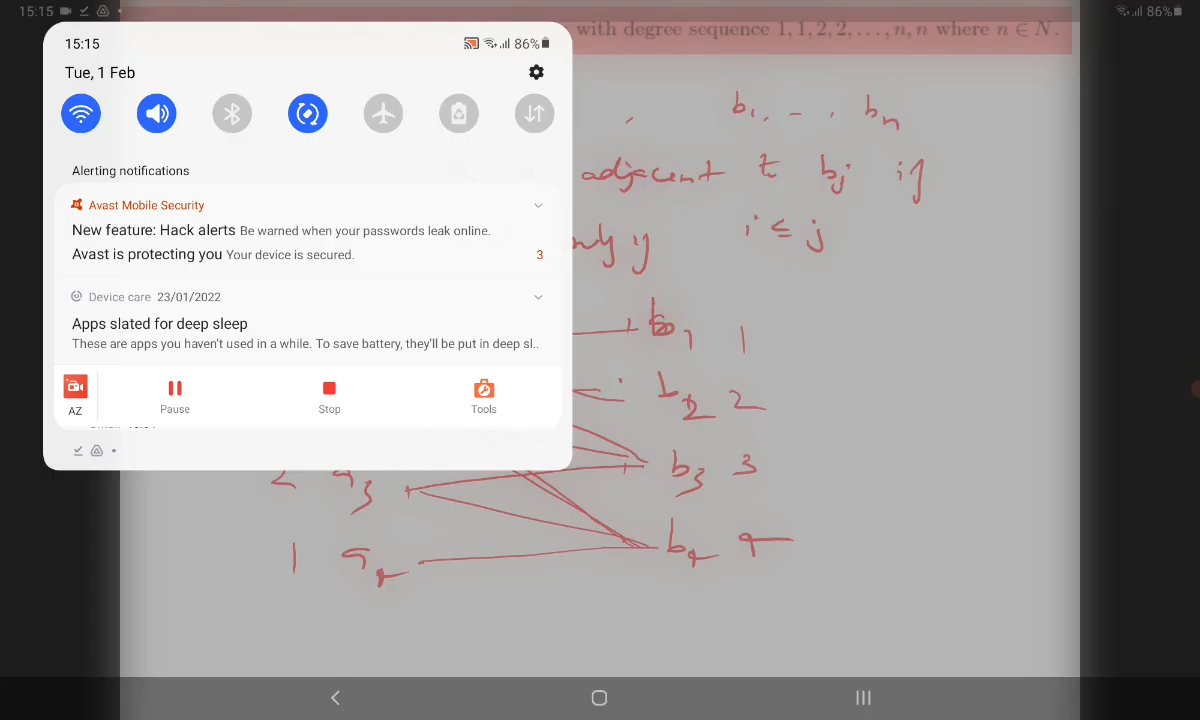 15:15 86%
with degree sequence 1, 1, 2, 2, . . . , n, n where n ∈ N.
15:15 86%
Tue, 1 Feb
Alerting notifications
Avast Mobile Security
New feature: Hack alerts Be warned when your passwords leak online.
Avast is protecting you Your device is secured. 3
Device care 23/01/2022
Apps slated for deep sleep
These are apps you haven't used in a while. To save battery, they'll be put in deep sl..
AZ Pause Stop Tools
, b1, - . , bn
adjacent to bj if
only if i ≤ j
b1 1
b2 2
2 a3 b3 3
1 a4 b4 4